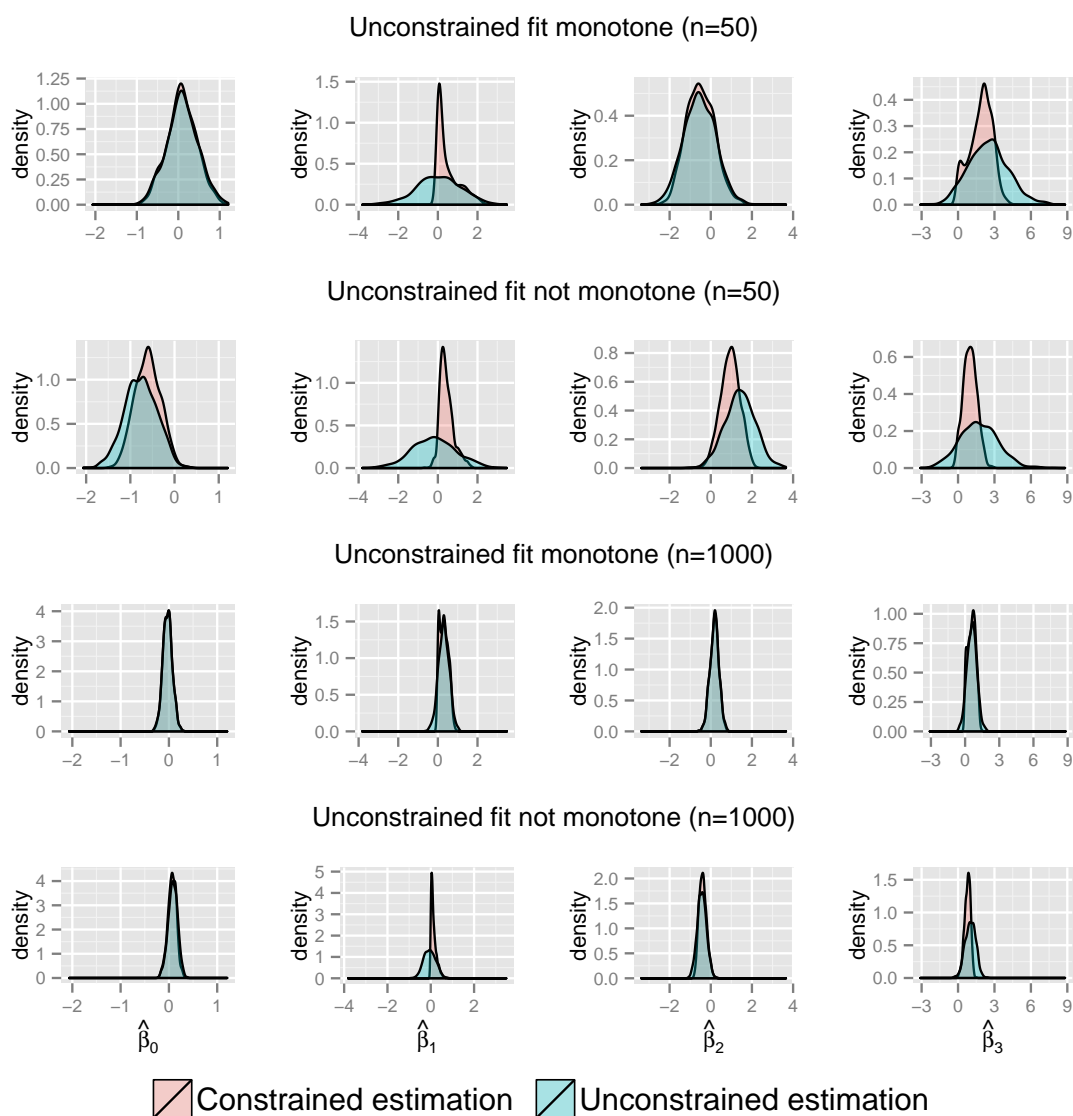 Unconstrained fit monotone (n=50)
density 0.00 0.25 0.50 0.75 1.00 1.25 −2 −1 0 1
density 0.0 0.5 1.0 1.5 −4 −2 0 2
density 0.0 0.2 0.4 −2 0 2 4
density 0.0 0.1 0.2 0.3 0.4 −3 0 3 6 9
Unconstrained fit not monotone (n=50)
density 0.0 0.5 1.0 −2 −1 0 1
density 0.0 0.5 1.0 −4 −2 0 2
density 0.0 0.2 0.4 0.6 0.8 −2 0 2 4
density 0.0 0.2 0.4 0.6 −3 0 3 6 9
Unconstrained fit monotone (n=1000)
density 0 1 2 3 4 −2 −1 0 1
density 0.0 0.5 1.0 1.5 −4 −2 0 2
density 0.0 0.5 1.0 1.5 2.0 −2 0 2 4
density 0.00 0.25 0.50 0.75 1.00 −3 0 3 6 9
Unconstrained fit not monotone (n=1000)
density 0 1 2 3 4 −2 −1 0 1
density 0 1 2 3 4 5 −4 −2 0 2
density 0.0 0.5 1.0 1.5 2.0 −2 0 2 4
density 0.0 0.5 1.0 1.5 −3 0 3 6 9
β̂₀ β̂₁ β̂₂ β̂₃
Constrained estimation Unconstrained estimation